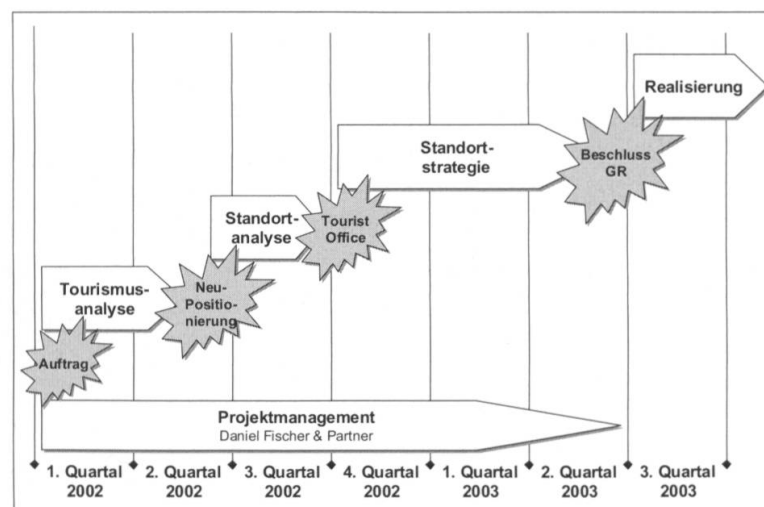 Realisierung
Standort-
strategie
Beschluss
GR
Standort-
analyse
Tourist
Office
Tourismus-
analyse
Neu-
Positio-
nierung
Auftrag
Projektmanagement
Daniel Fischer & Partner
1. Quartal
2002
2. Quartal
2002
3. Quartal
2002
4. Quartal
2002
1. Quartal
2003
2. Quartal
2003
3. Quartal
2003